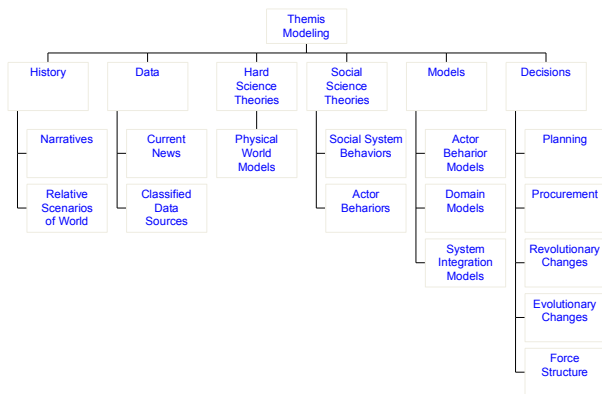 Themis
Modeling
History
Data
Hard
Science
Theories
Social
Science
Theories
Models
Decisions
Narratives
Relative
Scenarios
of World
Current
News
Classified
Data
Sources
Physical
World
Models
Social System
Behaviors
Actor
Behariors
Actor
Beharior
Models
Domain
Models
System
Integration
Models
Planning
Procurement
Revolutionary
Changes
Evolutionary
Changes
Force
Structure